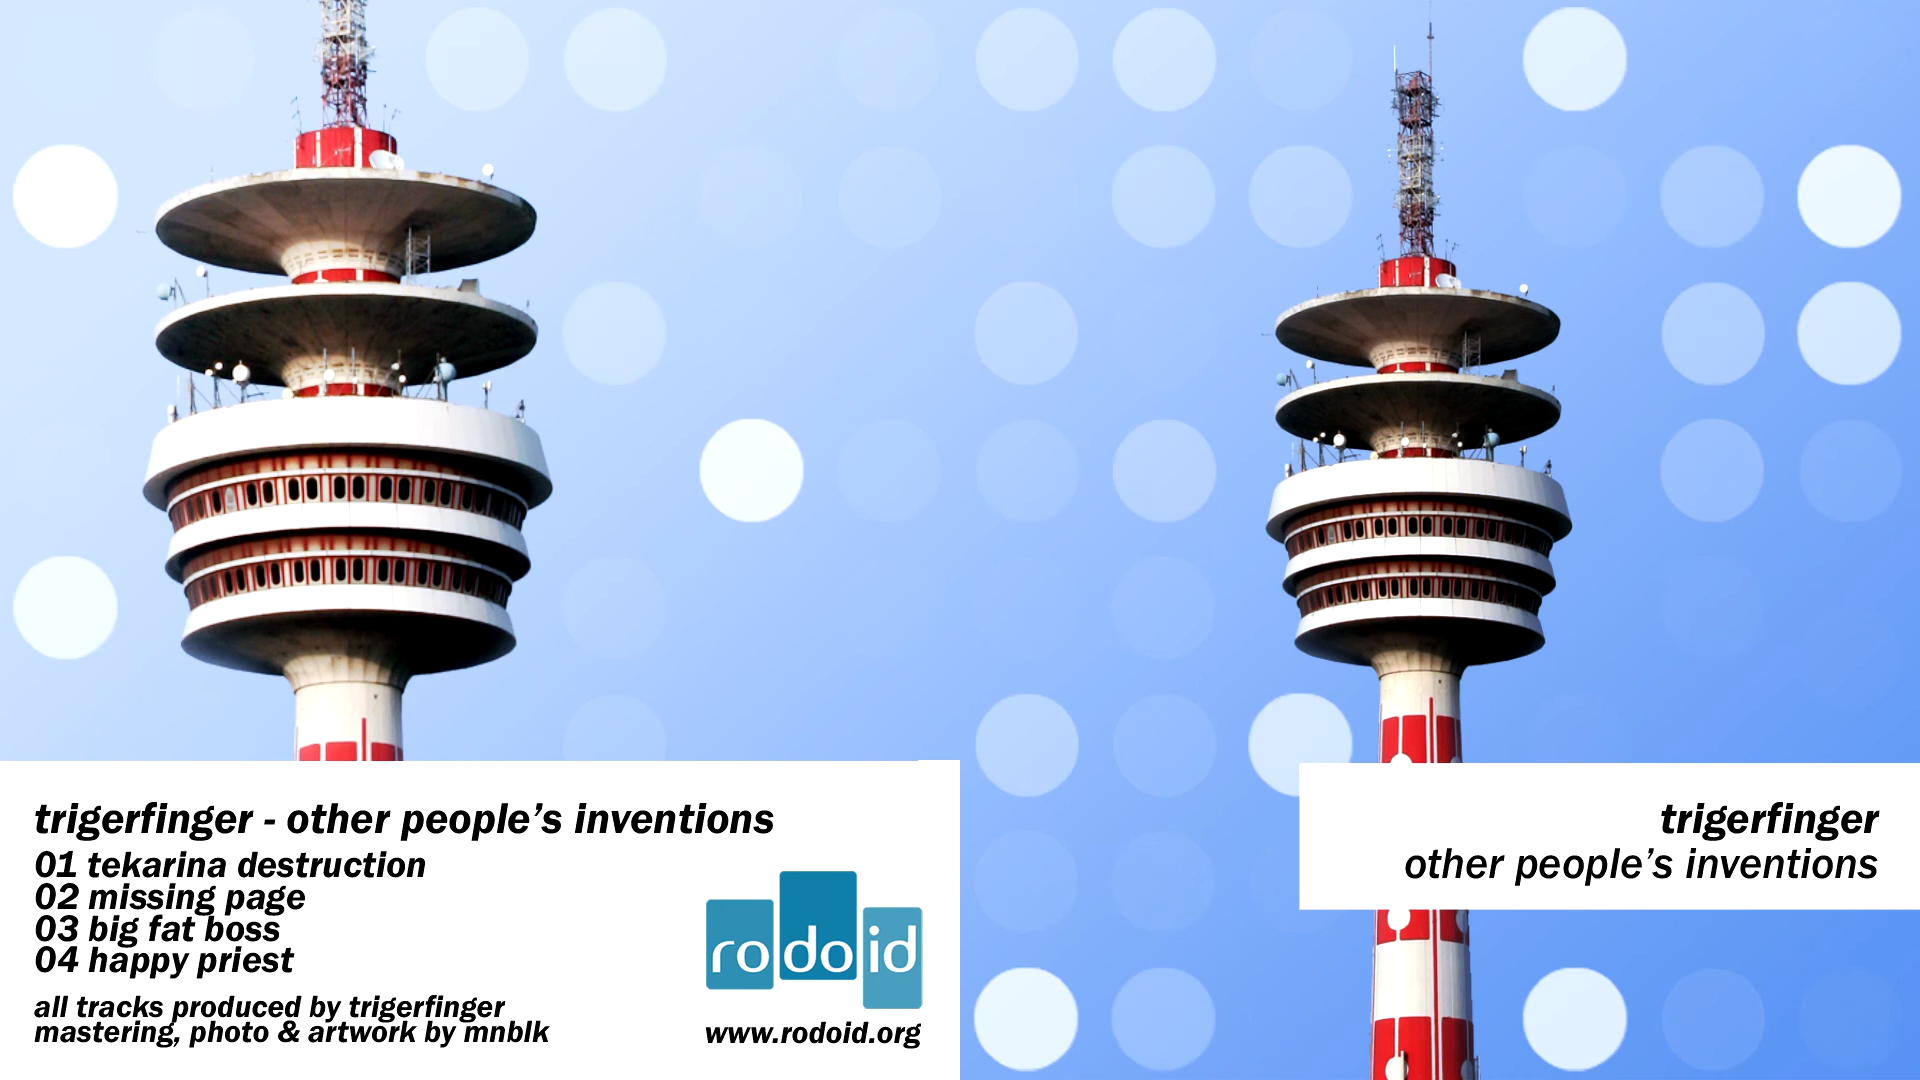 trigerfinger - other people’s inventions
01 tekarina destruction
02 missing page
03 big fat boss
04 happy priest
all tracks produced by trigerfinger
mastering, photo & artwork by mnblk
rodoid
www.rodoid.org
trigerfinger
other people’s inventions